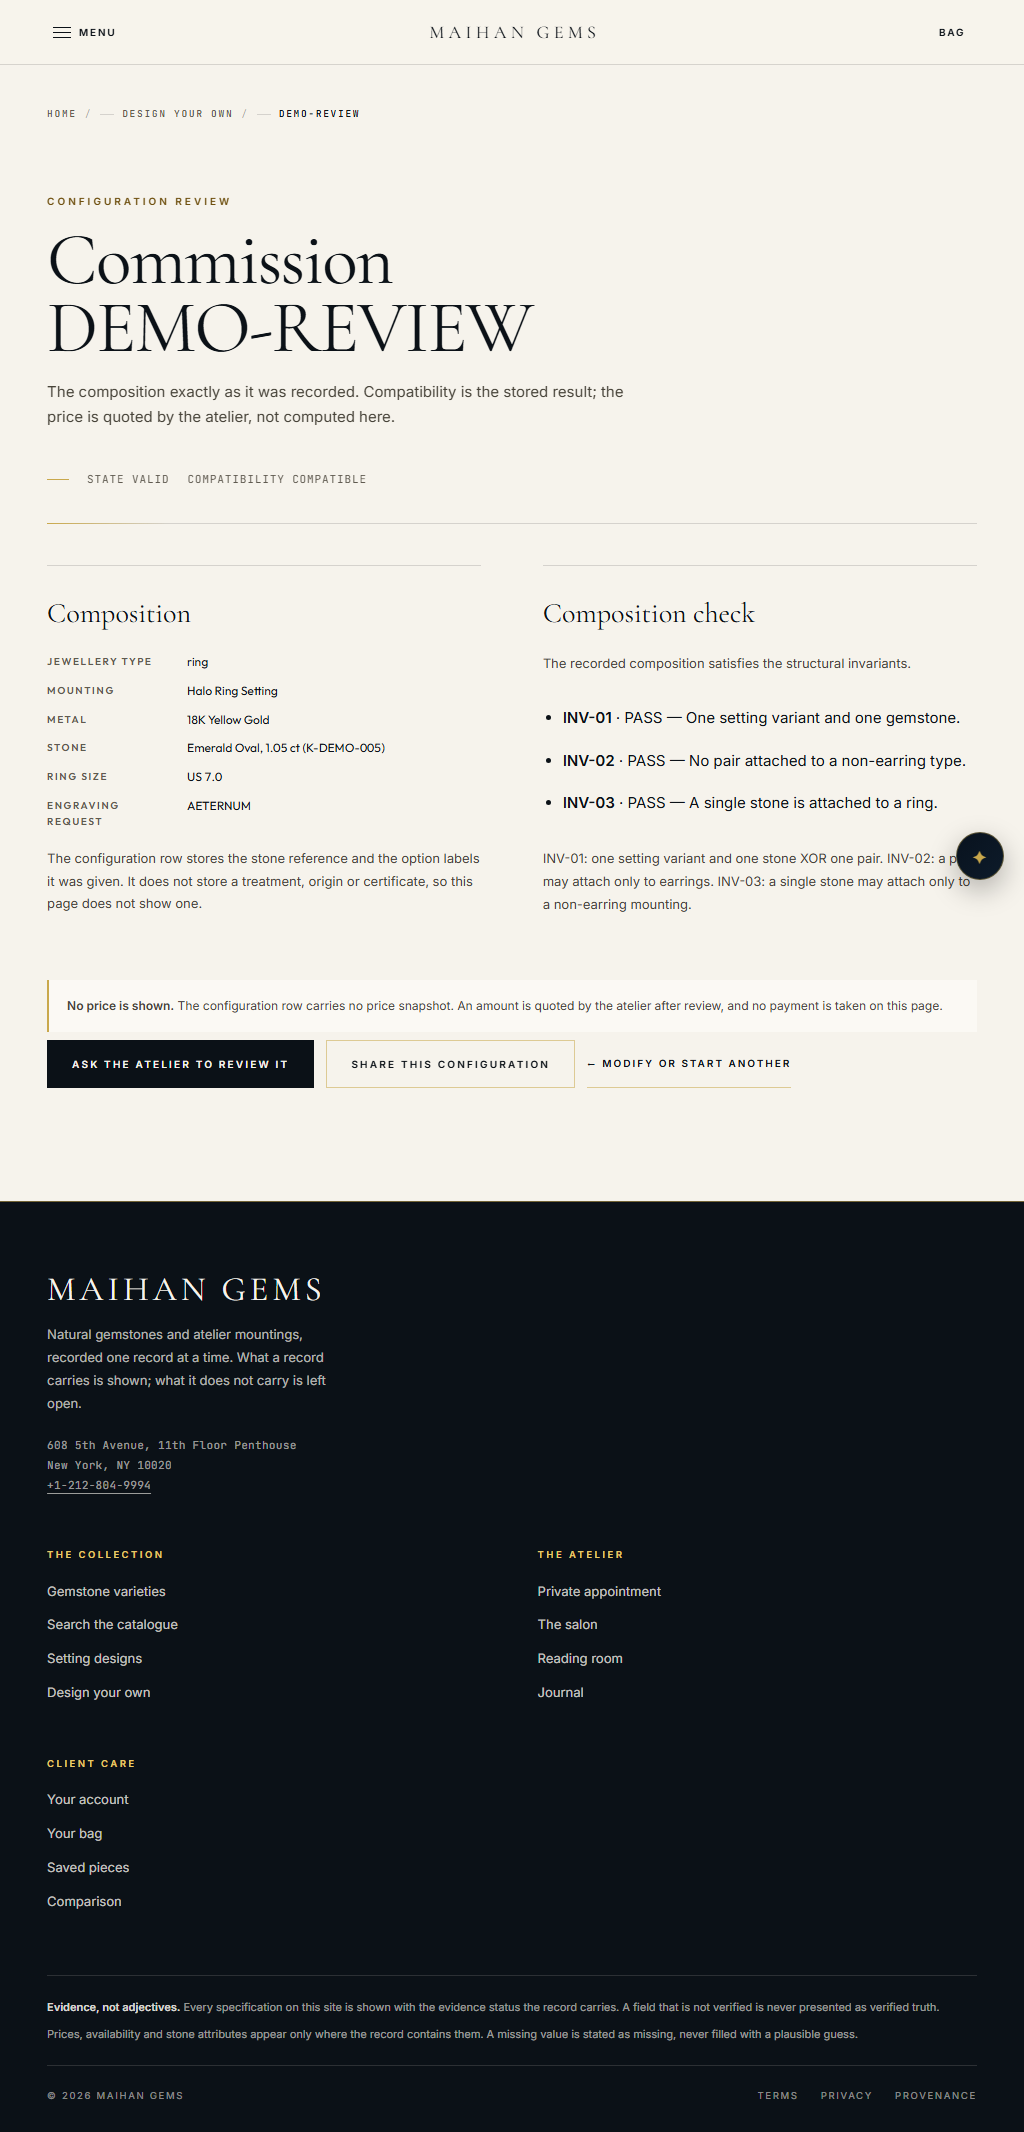 MENU
MAIHAN GEMS
BAG
HOME / — DESIGN YOUR OWN / — DEMO-REVIEW
CONFIGURATION REVIEW
Commission
DEMO-REVIEW
The composition exactly as it was recorded. Compatibility is the stored result; the
price is quoted by the atelier, not computed here.
STATE VALID COMPATIBILITY COMPATIBLE
Composition
JEWELLERY TYPE ring
MOUNTING Halo Ring Setting
METAL 18K Yellow Gold
STONE Emerald Oval, 1.05 ct (K-DEMO-005)
RING SIZE US 7.0
ENGRAVING REQUEST AETERNUM
The configuration row stores the stone reference and the option labels
it was given. It does not store a treatment, origin or certificate, so this
page does not show one.
Composition check
The recorded composition satisfies the structural invariants.
• INV-01 · PASS — One setting variant and one gemstone.
• INV-02 · PASS — No pair attached to a non-earring type.
• INV-03 · PASS — A single stone is attached to a ring.
INV-01: one setting variant and one stone XOR one pair. INV-02: a
may attach only to earrings. INV-03: a single stone may attach only to
a non-earring mounting.
No price is shown. The configuration row carries no price snapshot. An amount is quoted by the atelier after review, and no payment is taken on this page.
ASK THE ATELIER TO REVIEW IT
SHARE THIS CONFIGURATION
← MODIFY OR START ANOTHER
MAIHAN GEMS
Natural gemstones and atelier mountings,
recorded one record at a time. What a record
carries is shown; what it does not carry is left
open.
608 5th Avenue, 11th Floor Penthouse
New York, NY 10020
+1-212-804-9994
THE COLLECTION
Gemstone varieties
Search the catalogue
Setting designs
Design your own
THE ATELIER
Private appointment
The salon
Reading room
Journal
CLIENT CARE
Your account
Your bag
Saved pieces
Comparison
Evidence, not adjectives. Every specification on this site is shown with the evidence status the record carries. A field that is not verified is never presented as verified truth.
Prices, availability and stone attributes appear only where the record contains them. A missing value is stated as missing, never filled with a plausible guess.
© 2026 MAIHAN GEMS
TERMS PRIVACY PROVENANCE